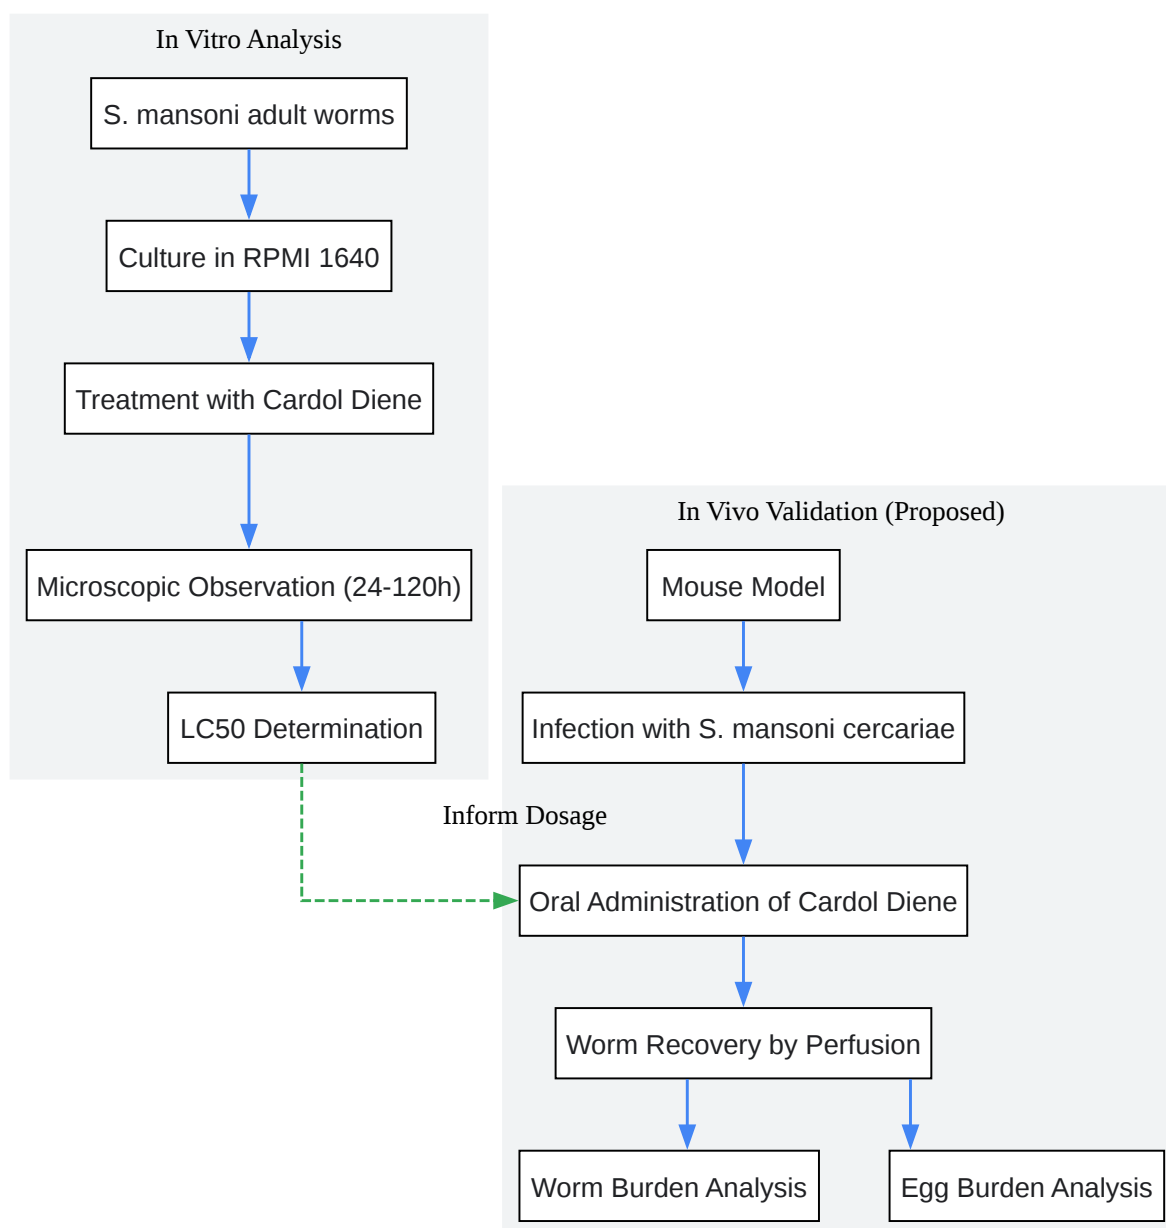 In Vitro Analysis
S. mansoni adult worms
Culture in RPMI 1640
Treatment with Cardol Diene
Microscopic Observation (24-120h)
LC50 Determination
Inform Dosage
In Vivo Validation (Proposed)
Mouse Model
Infection with S. mansoni cercariae
Oral Administration of Cardol Diene
Worm Recovery by Perfusion
Worm Burden Analysis
Egg Burden Analysis